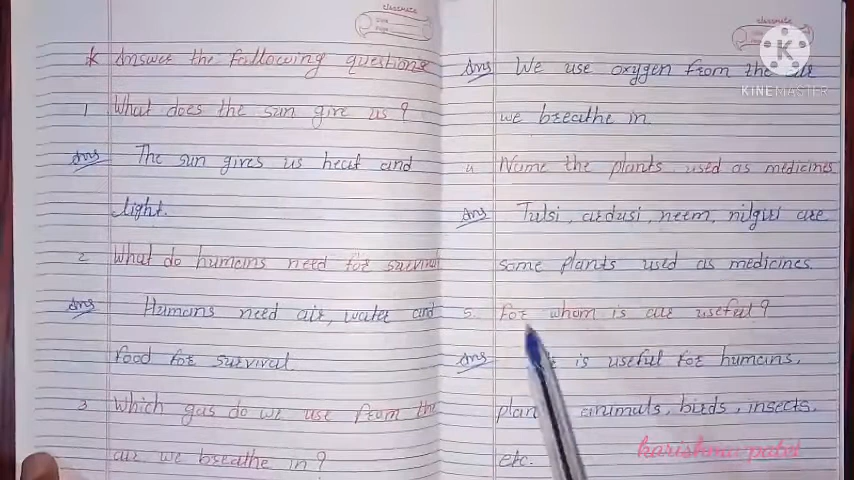 classmate
* Answer the following questions
1 What does the sun give us ?
Ans The sun gives us heat and
light.
2 What do humans need for survival
Ans Humans need air, water and
food for survival
3 Which gas do we use from the
air we breathe in ?
classmate
Ans We use oxygen from the air
we breathe in.
4 Name the plants used as medicines
Ans Tulsi, ardusi, neem, nilgiri are
some plants used as medicines.
5. For whom is air useful ?
Ans is useful for humans,
animals, birds, insects,
etc.
K
KINEMASTER
karishma patel